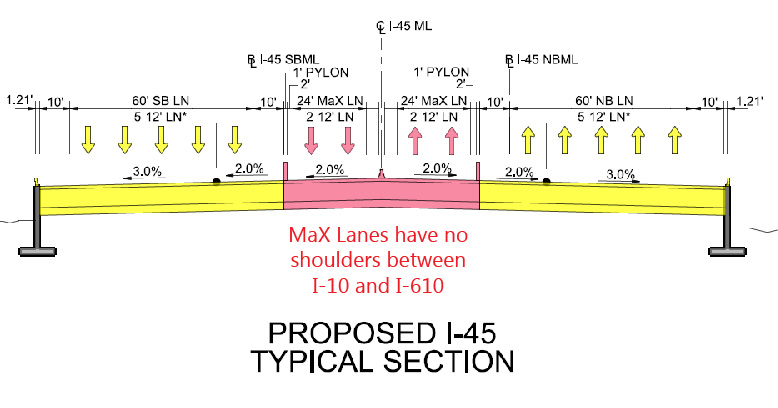 ℄ I-45 ML
B I-45 SBML
B I-45 NBML
1' PYLON
1' PYLON
2'
2'
1.21'
10'
60' SB LN
10'
24' MaX LN
24' MaX LN
10'
60' NB LN
10'
1.21'
5 12' LN*
2 12' LN
2 12' LN
5 12' LN*
3.0%
2.0%
2.0%
2.0%
2.0%
3.0%
MaX Lanes have no
shoulders between
I-10 and I-610
PROPOSED I-45
TYPICAL SECTION